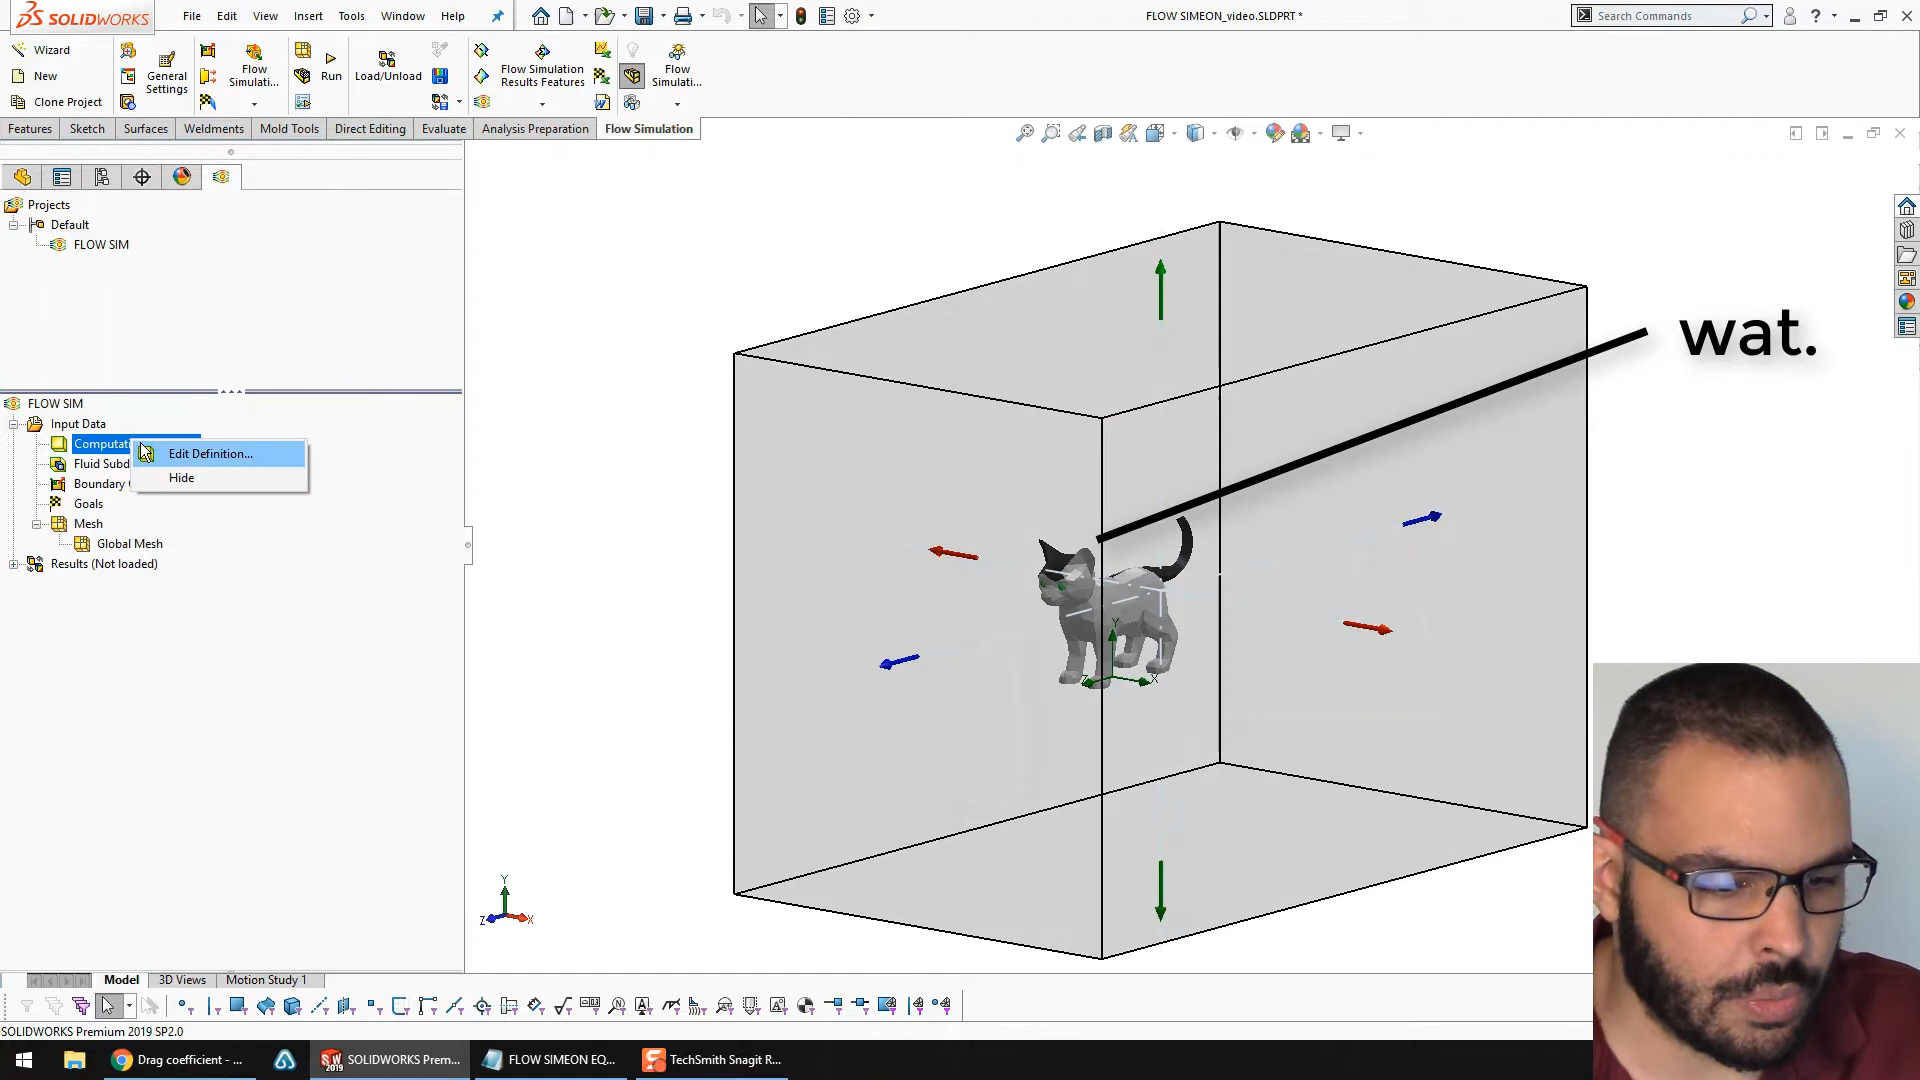 SOLIDWORKS
File Edit View Insert Tools Window Help
FLOW SIMEON_video.SLDPRT *
Search Commands
?
Wizard
New
Clone Project
General
Settings
Flow
Simulati...
Run
Load/Unload
Flow Simulation
Results Features
Flow
Simulati...
Features Sketch Surfaces Weldments Mold Tools Direct Editing Evaluate Analysis Preparation Flow Simulation
Projects
Default
FLOW SIM
wat.
FLOW SIM
Input Data
Computati
Edit Definition...
Fluid Subd
Hide
Boundary
Goals
Mesh
Global Mesh
Results (Not loaded)
Y
Z X
Y
Z X
Model 3D Views Motion Study 1
SOLIDWORKS Premium 2019 SP2.0
Drag coefficient - ...
SW 2019
SOLIDWORKS Prem...
FLOW SIMEON EQ...
TechSmith Snagit R...